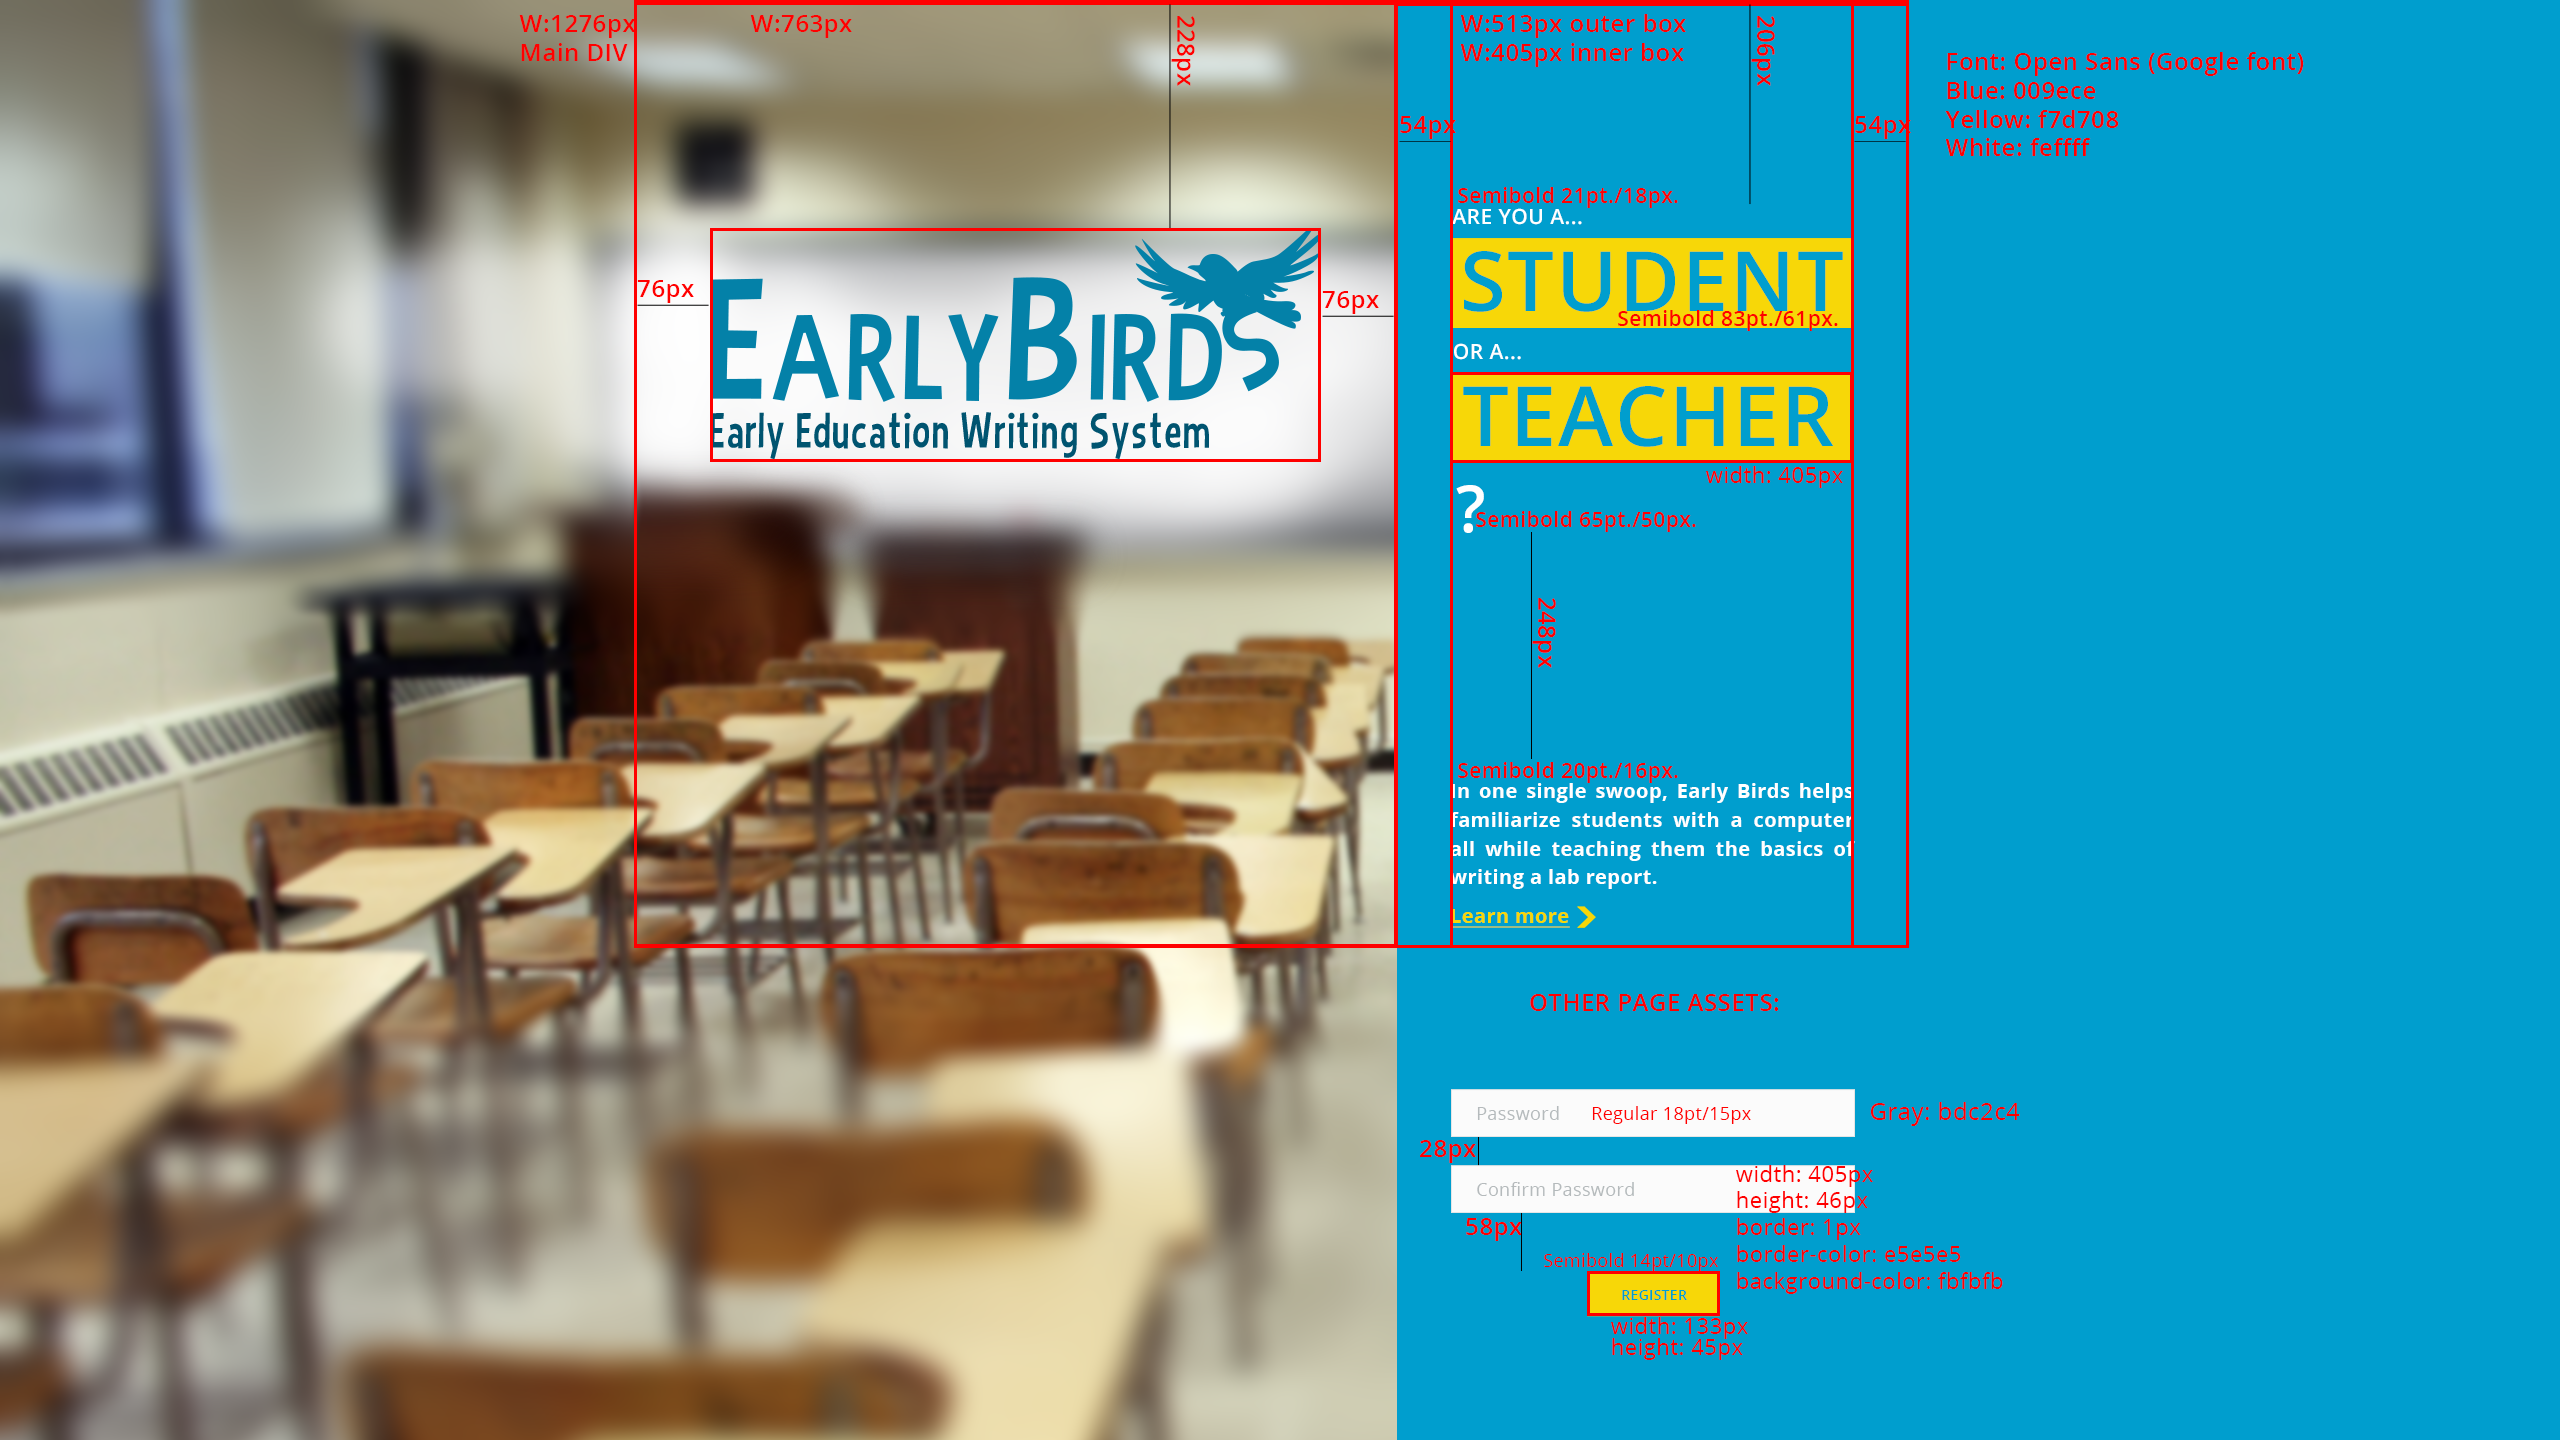 W:1276px
Main DIV
W:763px
228px
W:513px outer box
W:405px inner box
206px
54px
54px
Font: Open Sans (Google font)
Blue: 009ece
Yellow: f7d708
White: feffff
76px
76px
EARLYBIRDS
Early Education Writing System
Semibold 21pt./18px.
ARE YOU A...
STUDENT
Semibold 83pt./61px.
OR A...
TEACHER
width: 405px
?
Semibold 65pt./50px.
248px
Semibold 20pt./16px.
In one single swoop, Early Birds helps
familiarize students with a computer
all while teaching them the basics of
writing a lab report.
Learn more
OTHER PAGE ASSETS:
Password
Regular 18pt/15px
Gray: bdc2c4
28px
Confirm Password
width: 405px
height: 46px
border: 1px
border-color: e5e5e5
background-color: fbfbfb
58px
Semibold 14pt/10px
REGISTER
width: 133px
height: 45px